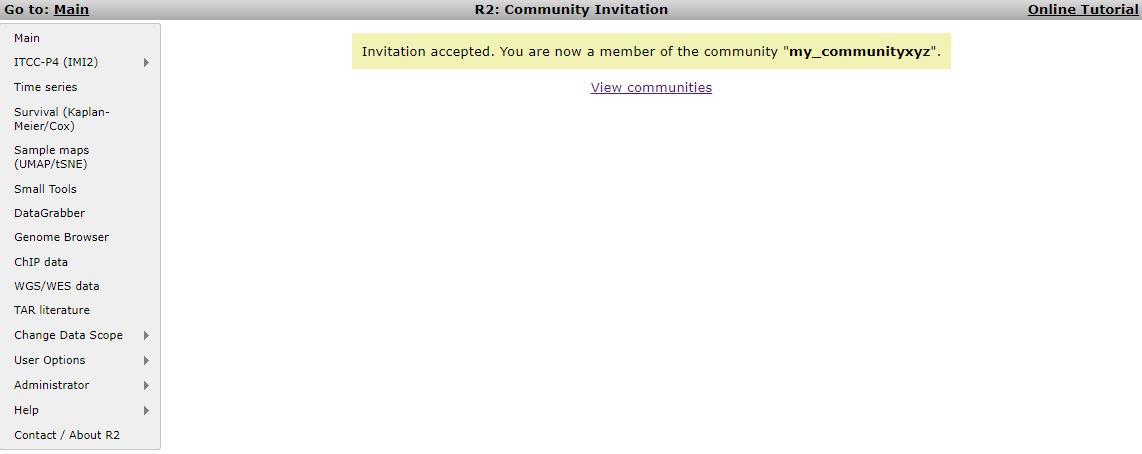 Go to: Main
R2: Community Invitation
Online Tutorial
Main
ITCC-P4 (IMI2)
Time series
Survival (Kaplan-
Meier/Cox)
Sample maps
(UMAP/tSNE)
Small Tools
DataGrabber
Genome Browser
ChIP data
WGS/WES data
TAR literature
Change Data Scope
User Options
Administrator
Help
Contact / About R2
Invitation accepted. You are now a member of the community "my_communityxyz".
View communities